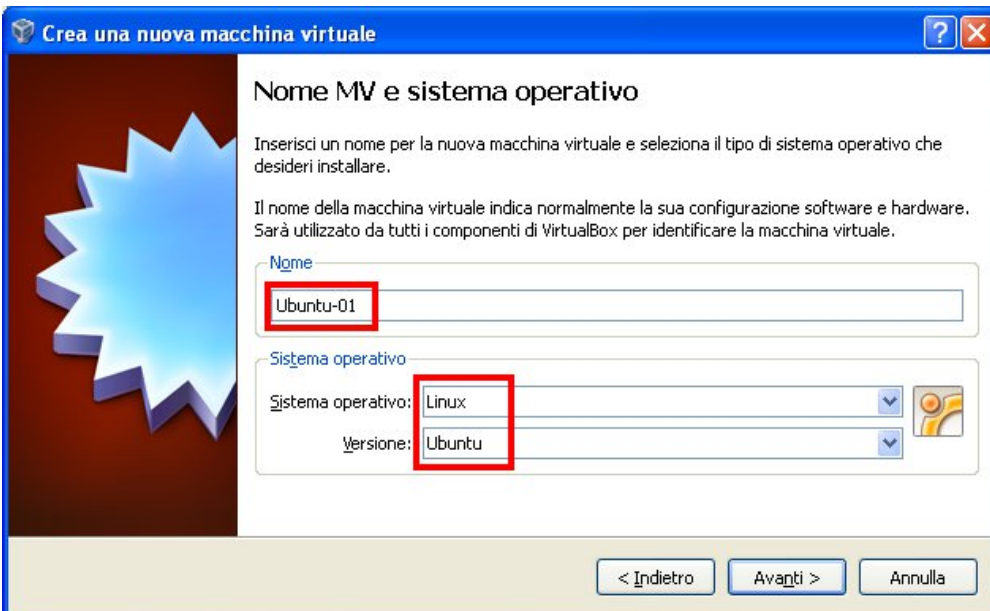 Crea una nuova macchina virtuale
Nome MV e sistema operativo
Inserisci un nome per la nuova macchina virtuale e seleziona il tipo di sistema operativo che
desideri installare.
Il nome della macchina virtuale indica normalmente la sua configurazione software e hardware.
Sarà utilizzato da tutti i componenti di VirtualBox per identificare la macchina virtuale.
Nome
Ubuntu-01
Sistema operativo
Sistema operativo: Linux
Versione: Ubuntu
< Indietro Avanti > Annulla